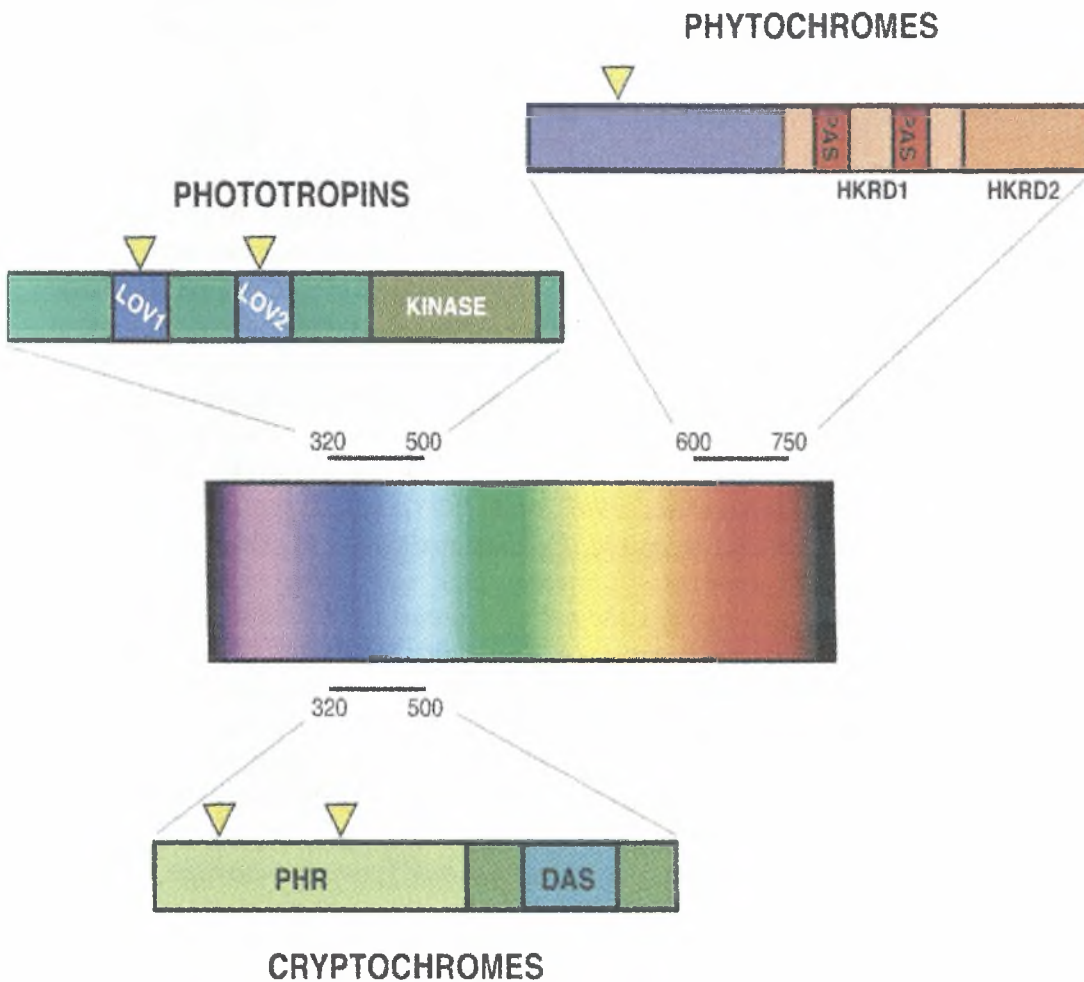 PHYTOCHROMES
PAS PAS
HKRD1 HKRD2
PHOTOTROPINS
LOV1 LOV2 KINASE
320 500 600 750
320 500
PHR DAS
CRYPTOCHROMES